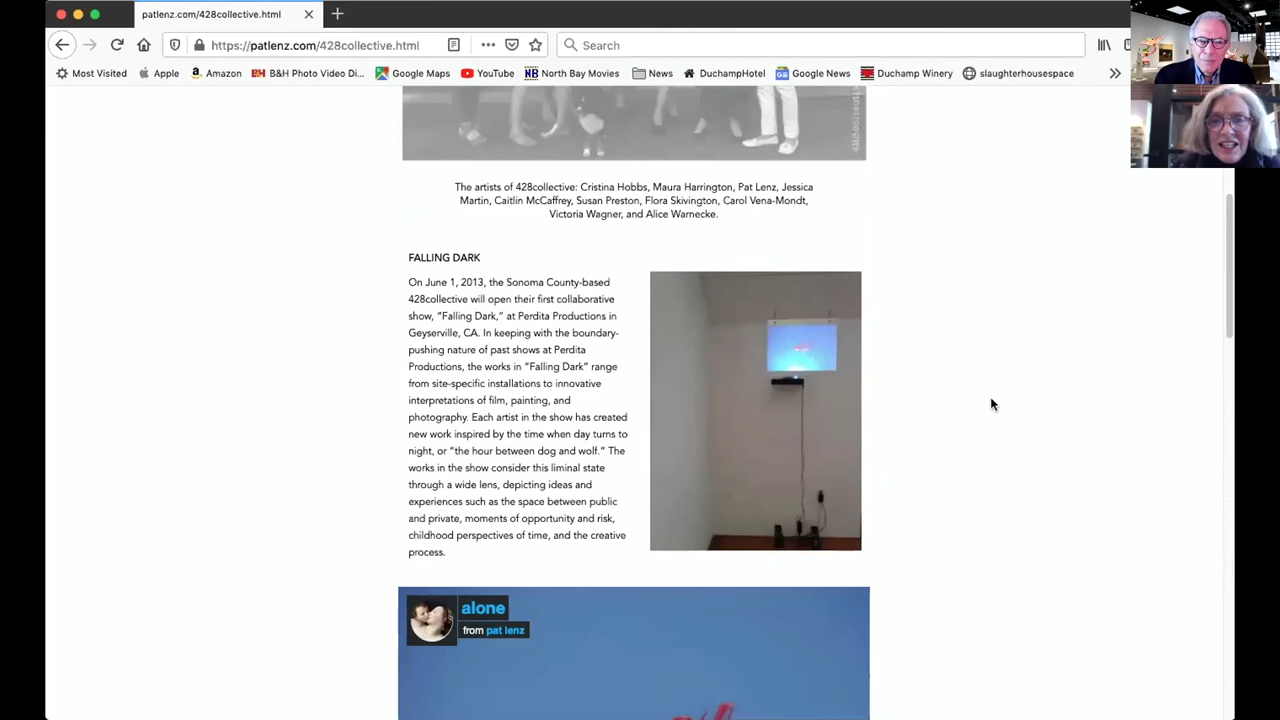 patlenz.com/428collective.html
https://patlenz.com/428collective.html
Search
Most Visited Apple Amazon B&H Photo Video Di... Google Maps YouTube North Bay Movies News DuchampHotel Google News Duchamp Winery slaughterhousespace
The artists of 428collective: Cristina Hobbs, Maura Harrington, Pat Lenz, Jessica
Martin, Caitlin McCaffrey, Susan Preston, Flora Skivington, Carol Vena-Mondt,
Victoria Wagner, and Alice Warnecke.
FALLING DARK
On June 1, 2013, the Sonoma County-based
428collective will open their first collaborative
show, “Falling Dark,” at Perdita Productions in
Geyserville, CA. In keeping with the boundary-
pushing nature of past shows at Perdita
Productions, the works in “Falling Dark” range
from site-specific installations to innovative
interpretations of film, painting, and
photography. Each artist in the show has created
new work inspired by the time when day turns to
night, or “the hour between dog and wolf.” The
works in the show consider this liminal state
through a wide lens, depicting ideas and
experiences such as the space between public
and private, moments of opportunity and risk,
childhood perspectives of time, and the creative
process.
alone
from pat lenz